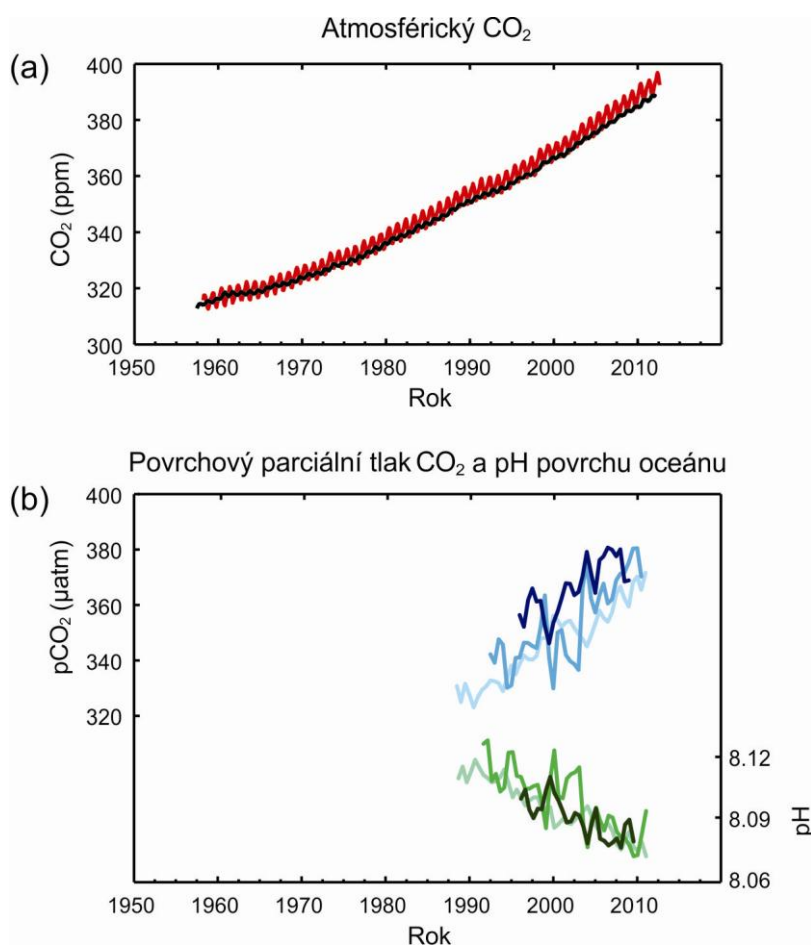 Atmosférický CO₂
(a)
400
380
360
340
320
300
CO₂ (ppm)
1950 1960 1970 1980 1990 2000 2010
Rok
Povrchový parciální tlak CO₂ a pH povrchu oceánu
(b)
400
380
360
340
320
pCO₂ (µatm)
8.12
8.09
8.06
pH
1950 1960 1970 1980 1990 2000 2010
Rok